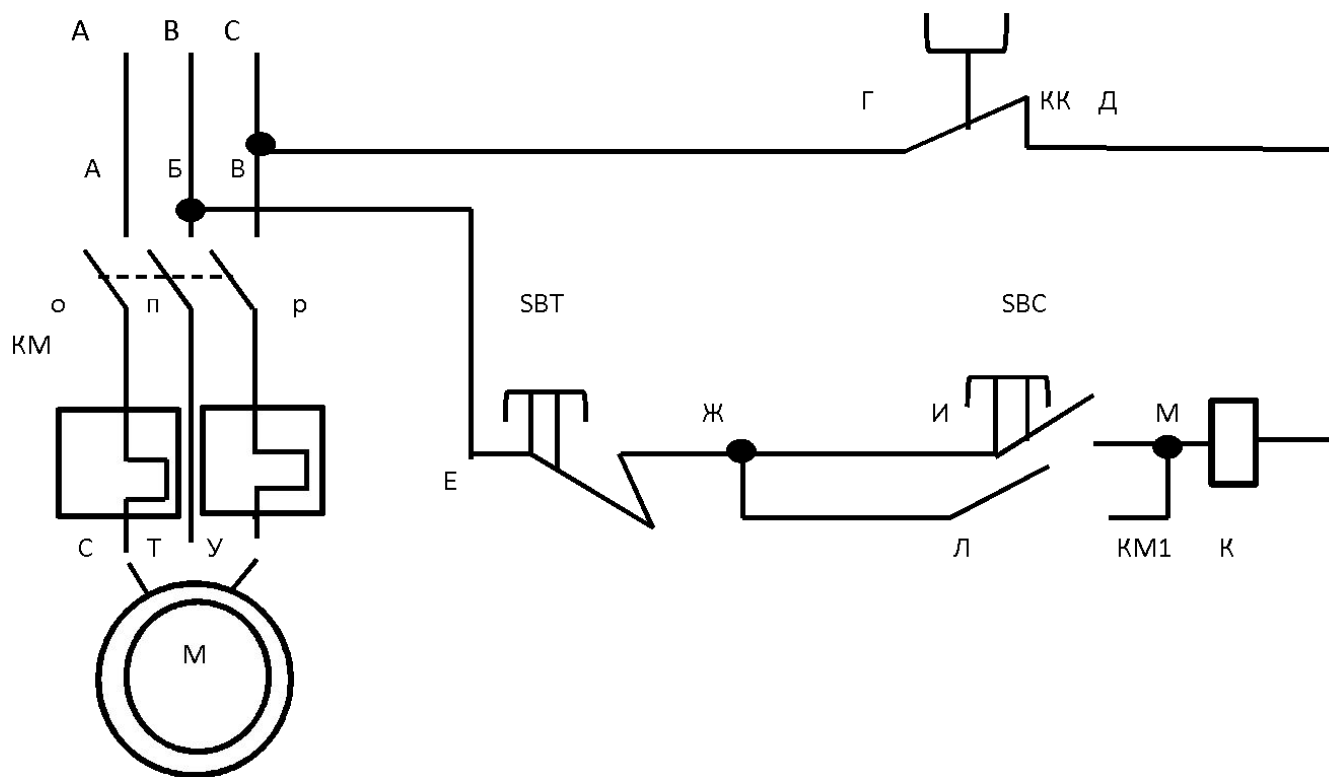 А В С
Г КК Д
А Б В
SBT SBC
о п р
КМ
Ж И М
Е
С Т У Л КМ1 К
М